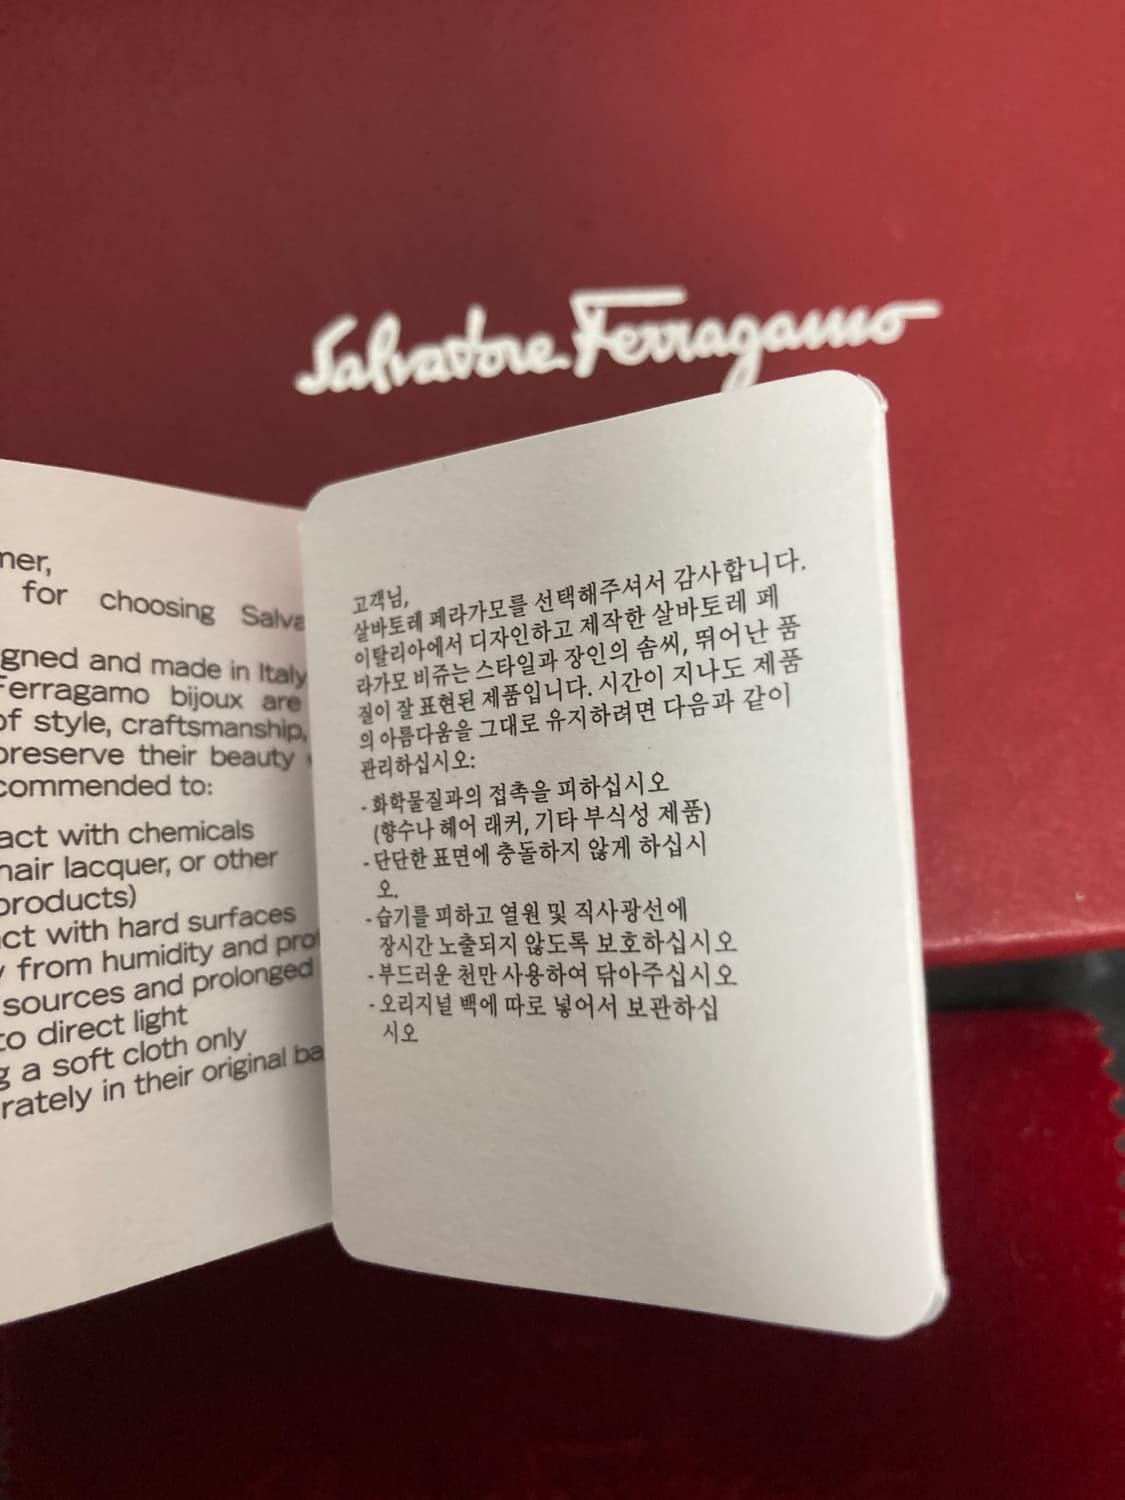 Salvatore Ferragamo
mer,
for choosing Salva
gned and made in Italy
Ferragamo bijoux are
of style, craftsmanship,
preserve their beauty
commended to:
act with chemicals
hair lacquer, or other
products)
ct with hard surfaces
y from humidity and pro
sources and prolonged
to direct light
g a soft cloth only
rately in their original ba
고객님,
살바토레 페라가모를 선택해주셔서 감사합니다.
이탈리아에서 디자인하고 제작한 살바토레 페
라가모 비쥬는 스타일과 장인의 솜씨, 뛰어난 품
질이 잘 표현된 제품입니다. 시간이 지나도 제품
의 아름다움을 그대로 유지하려면 다음과 같이
관리하십시오:
- 화학물질과의 접촉을 피하십시오
(향수나 헤어 래커, 기타 부식성 제품)
- 단단한 표면에 충돌하지 않게 하십시
오.
- 습기를 피하고 열원 및 직사광선에
장시간 노출되지 않도록 보호하십시오
- 부드러운 천만 사용하여 닦아주십시오
- 오리지널 백에 따로 넣어서 보관하십
시오